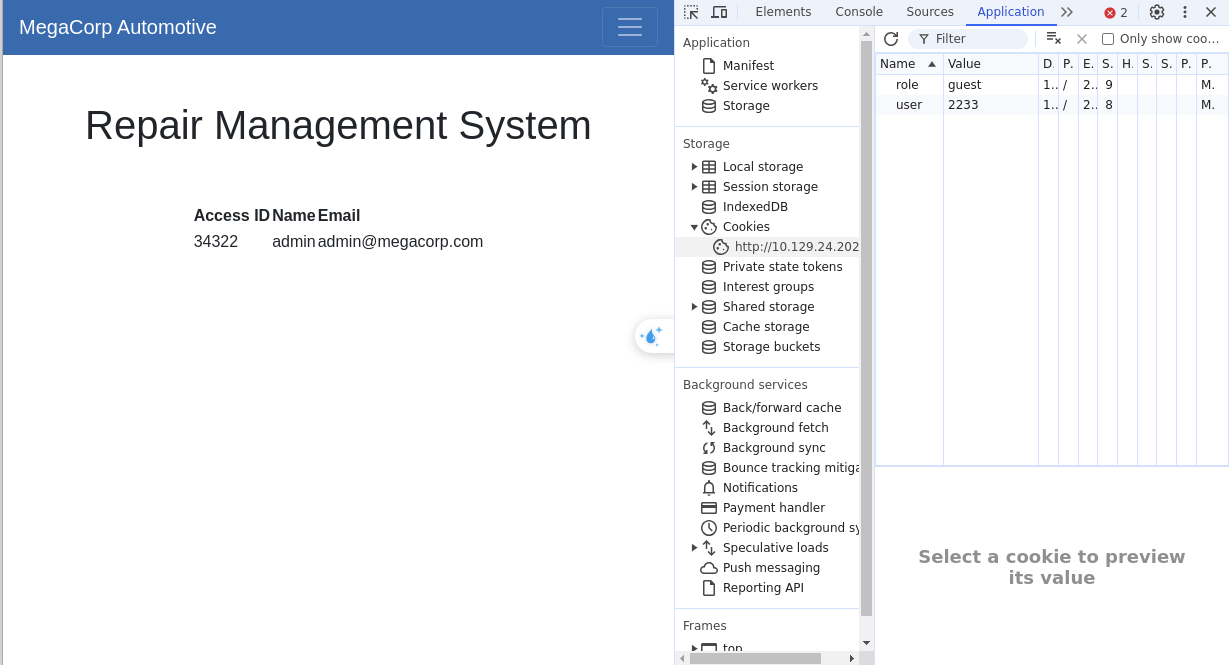 MegaCorp Automotive
Repair Management System
Access ID Name Email
34322 admin admin@megacorp.com
Elements Console Sources Application 2
Application
Manifest
Service workers
Storage
Storage
Local storage
Session storage
IndexedDB
Cookies
http://10.129.24.202
Private state tokens
Interest groups
Shared storage
Cache storage
Storage buckets
Background services
Back/forward cache
Background fetch
Background sync
Bounce tracking mitiga
Notifications
Payment handler
Periodic background sy
Speculative loads
Push messaging
Reporting API
Frames
top
Filter Only show coo…
Name Value D. P. E. S. H. S. S. P. P.
role guest 1.. / 2.. 9 M.
user 2233 1.. / 2.. 8 M.
Select a cookie to preview
its value